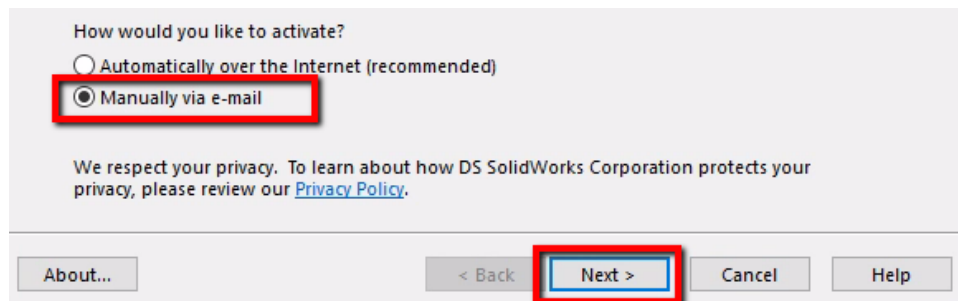 How would you like to activate?
Automatically over the Internet (recommended)
Manually via e-mail
We respect your privacy. To learn about how DS SolidWorks Corporation protects your
privacy, please review our Privacy Policy.
About... < Back Next > Cancel Help